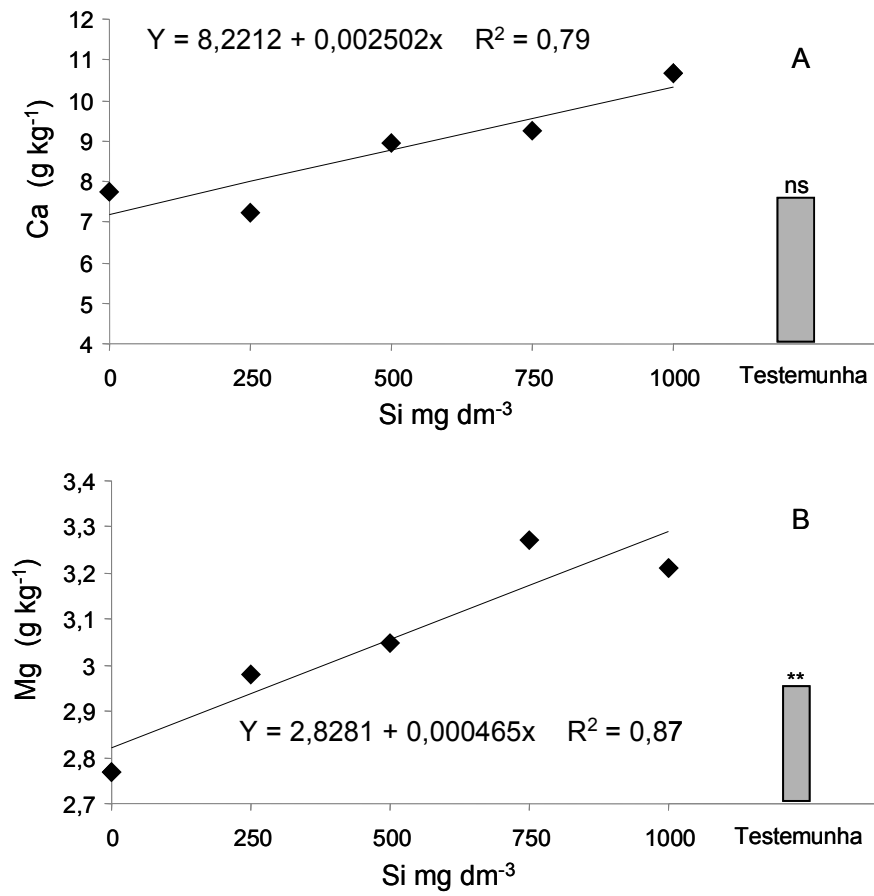 Y = 8,2212 + 0,002502x R² = 0,79
A
Ca (g kg⁻¹)
12
11
10
9
8
7
6
5
4
ns
0 250 500 750 1000 Testemunha
Si mg dm⁻³
B
Mg (g kg⁻¹)
3,4
3,3
3,2
3,1
3
2,9
2,8
2,7
**
Y = 2,8281 + 0,000465x R² = 0,87
0 250 500 750 1000 Testemunha
Si mg dm⁻³